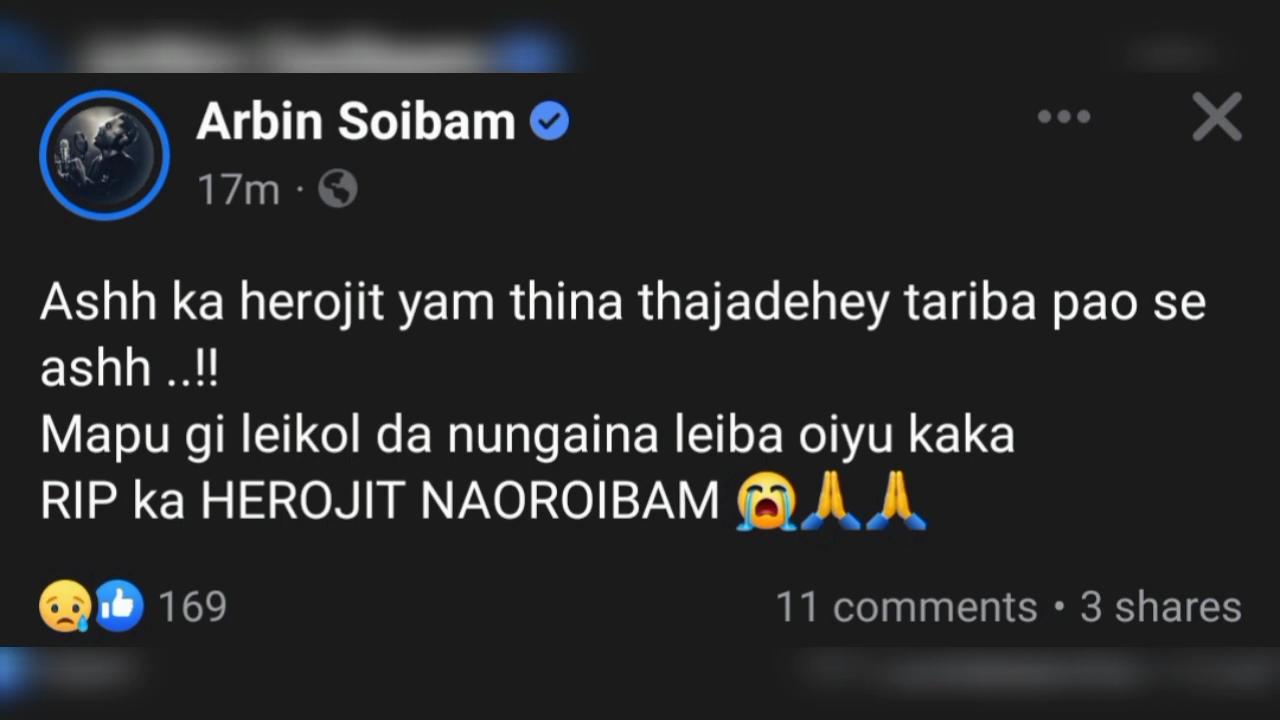 Arbin Soibam
17m ·
Ashh ka herojit yam thina thajadehey tariba pao se
ashh ..!!
Mapu gi leikol da nungaina leiba oiyu kaka
RIP ka HEROJIT NAOROIBAM 😭🙏🙏
169
11 comments • 3 shares